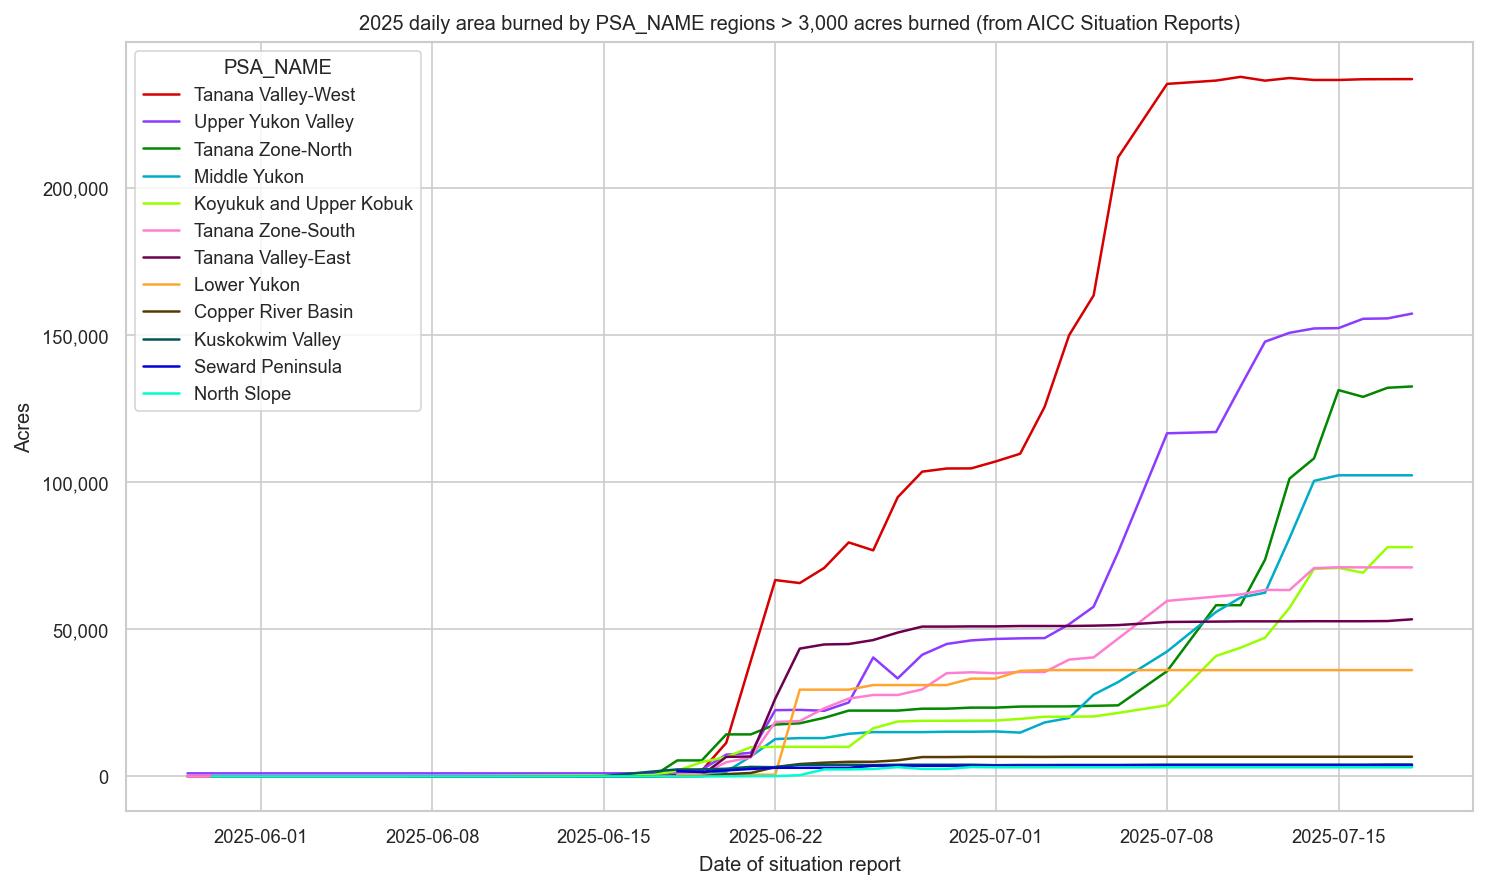 2025 daily area burned by PSA_NAME regions > 3,000 acres burned (from AICC Situation Reports)
PSA_NAME
Tanana Valley-West
Upper Yukon Valley
Tanana Zone-North
Middle Yukon
Koyukuk and Upper Kobuk
Tanana Zone-South
Tanana Valley-East
Lower Yukon
Copper River Basin
Kuskokwim Valley
Seward Peninsula
North Slope
Acres
200,000
150,000
100,000
50,000
0
2025-06-01
2025-06-08
2025-06-15
2025-06-22
2025-07-01
2025-07-08
2025-07-15
Date of situation report